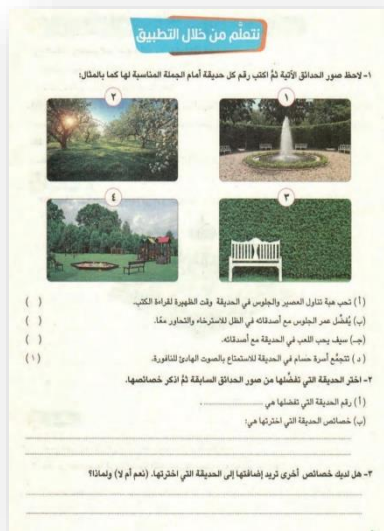 نتعلَّم من خلال التطبيق
١- لاحظ صور الحدائق الآتية ثمَّ اكتب رقم كل حديقة أمام الجملة المناسبة لها كما بالمثال:
١
٢
٣
٤
(أ) تحب هبة تناول العصير والجلوس في الحديقة وقت الظهيرة لقراءة الكتب. ( )
(ب) يُفضِّل عمر الجلوس مع أصدقائه في الظل للاسترخاء والتحاور معًا. ( )
(جـ) سيف يحب اللعب في الحديقة مع أصدقائه. ( )
(د) تتجمَّع أسرة حسام في الحديقة للاستمتاع بالصوت الهادئ للنافورة. (١)
٢- اختر الحديقة التي تفضِّلها من صور الحدائق السابقة ثمَّ اذكر خصائصها.
(أ) رقم الحديقة التي تفضلها هي ....................
(ب) خصائص الحديقة التي اخترتها هي:
٣- هل لديك خصائص أخرى تريد إضافتها إلى الحديقة التي اخترتها. (نعم أم لا) ولماذا؟